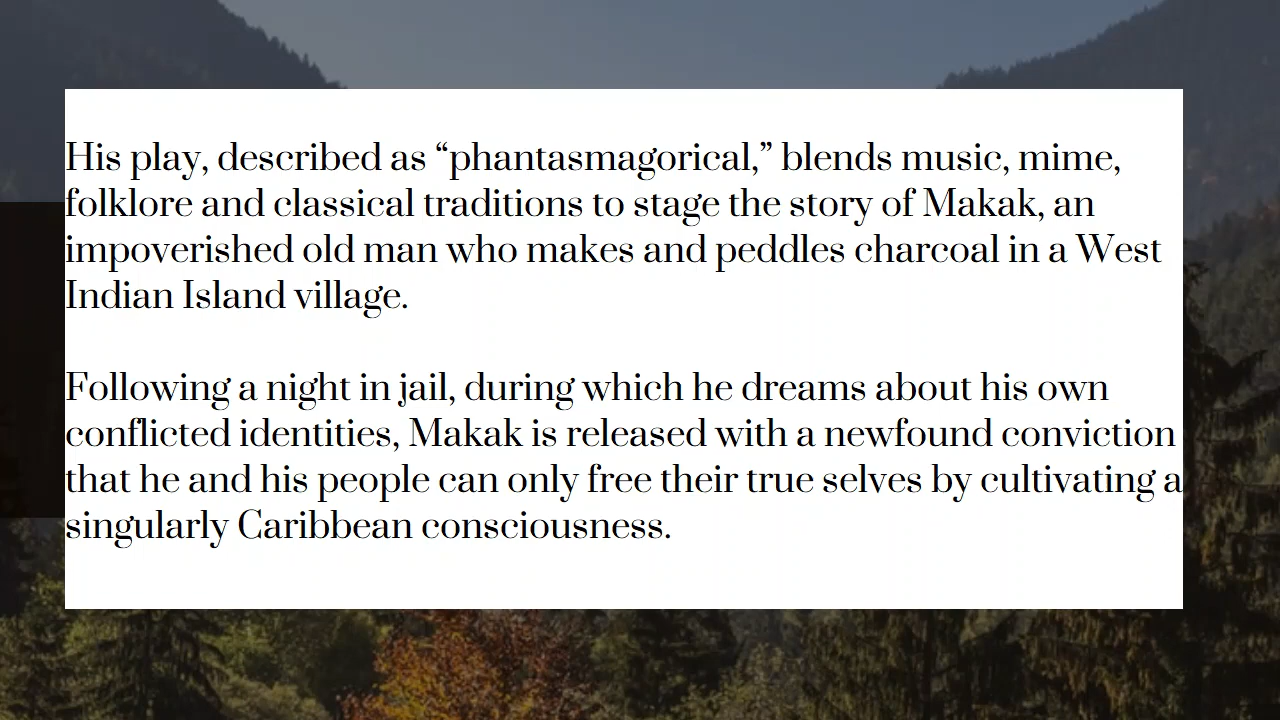 His play, described as “phantasmagorical,” blends music, mime,
folklore and classical traditions to stage the story of Makak, an
impoverished old man who makes and peddles charcoal in a West
Indian Island village.
Following a night in jail, during which he dreams about his own
conflicted identities, Makak is released with a newfound conviction
that he and his people can only free their true selves by cultivating a
singularly Caribbean consciousness.